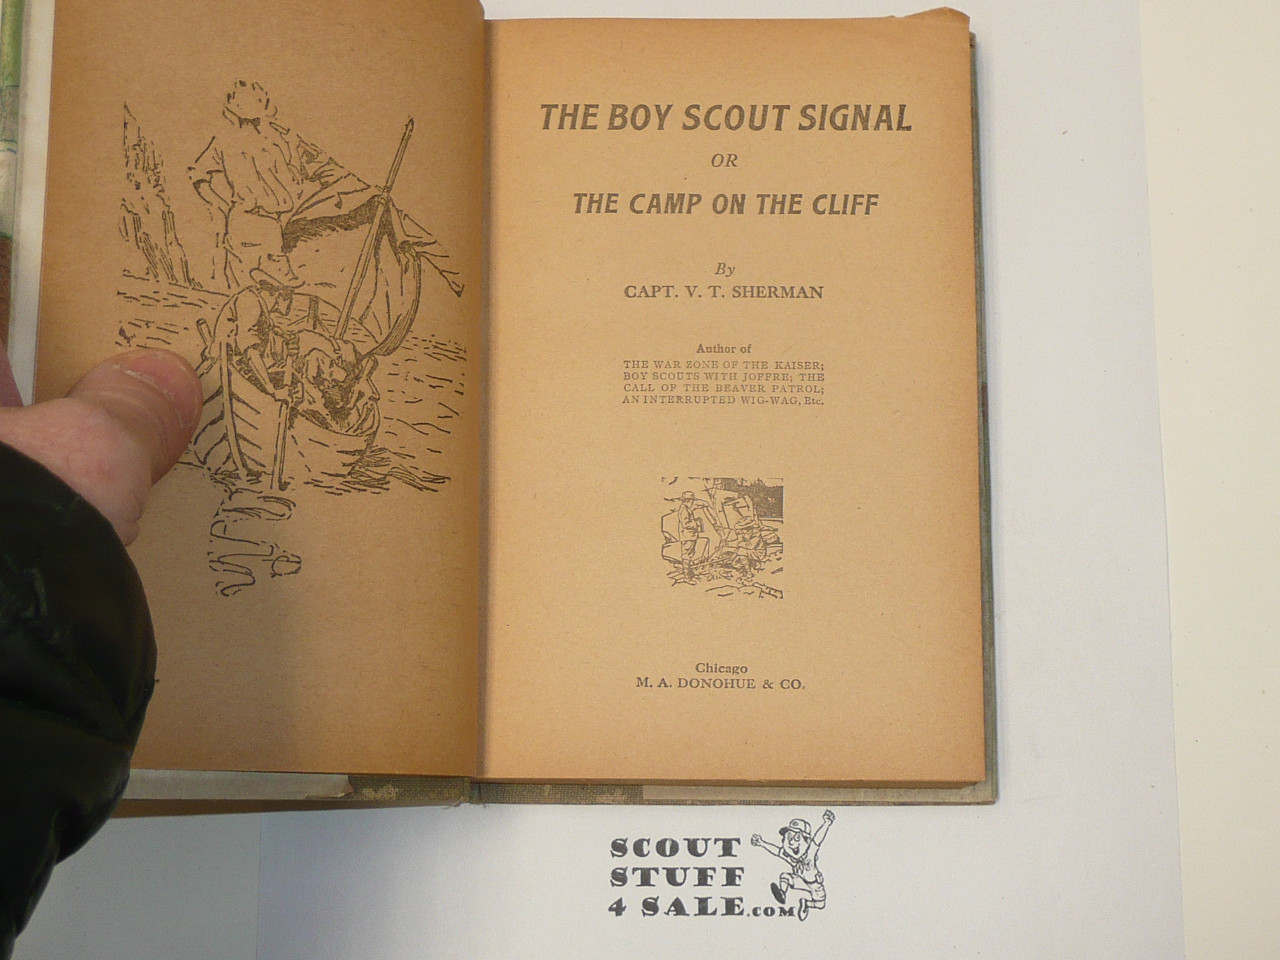 THE BOY SCOUT SIGNAL
OR
THE CAMP ON THE CLIFF
By
CAPT. V. T. SHERMAN
Author of
THE WAR ZONE OF THE KAISER;
BOY SCOUTS WITH JOFFRE; THE
CALL OF THE BEAVER PATROL;
AN INTERRUPTED WIG-WAG, Etc.
Chicago
M. A. DONOHUE & CO.
SCOUT
STUFF
4 SALE.COM